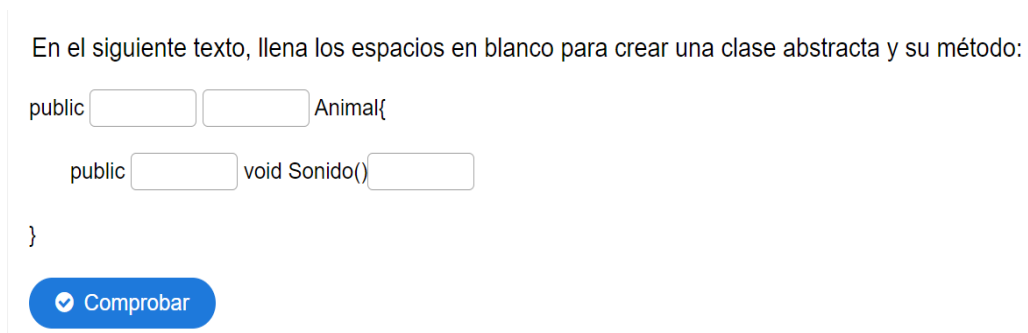 En el siguiente texto, llena los espacios en blanco para crear una clase abstracta y su método:
public Animal{
public void Sonido()
}
Comprobar